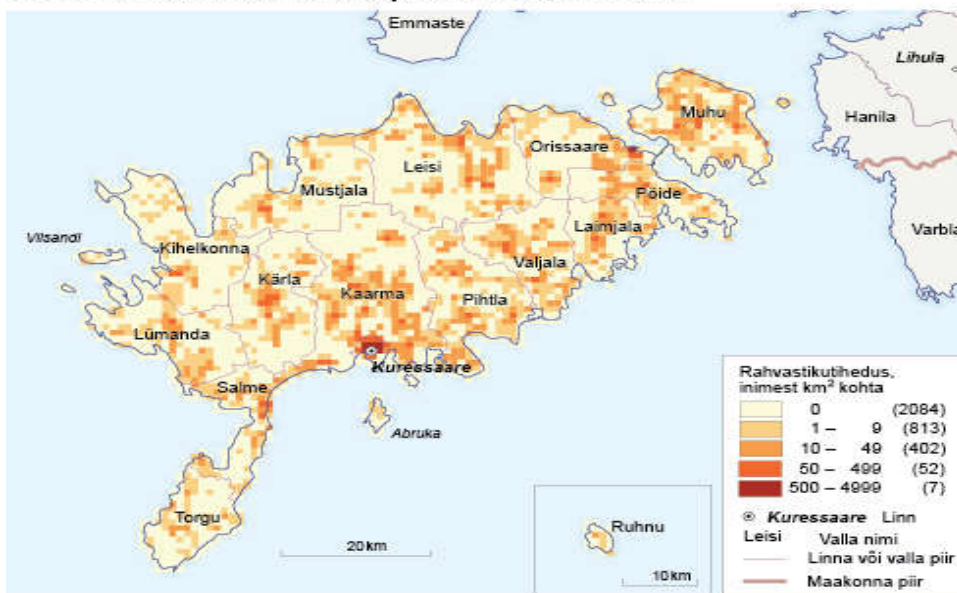 Emmaste
Lihula
Hanila
Muhu
Orissaare
Leisi
Mustjala
Pöide
Varbla
Laimjala
Vilsandi
Kihelkonna
Valjala
Kärla
Kaarma
Pihtla
Lümanda
Kuressaare
Salme
Abruka
Torgu
Ruhnu
20 km
10 km
Rahvastikutihedus,
inimest km² kohta
0 (2084)
1 – 9 (813)
10 – 49 (402)
50 – 499 (52)
500 – 4999 (7)
Kuressaare Linn
Leisi Valla nimi
Linna või valla piir
Maakonna piir